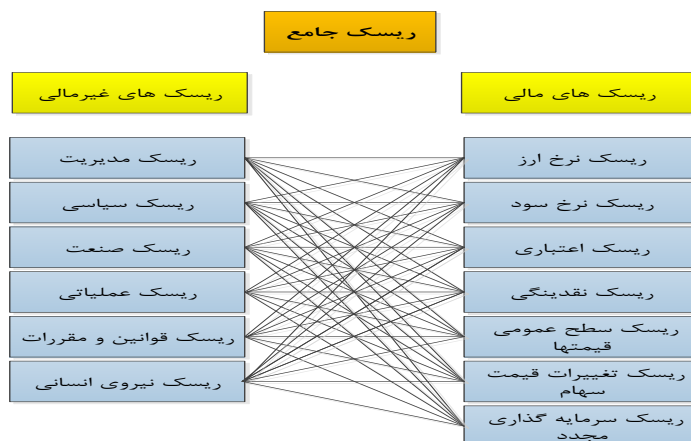 ریسک جامع
ریسک های مالی
ریسک های غیرمالی
ریسک نرخ ارز
ریسک نرخ سود
ریسک اعتباری
ریسک نقدینگی
ریسک سطح عمومی
قیمتها
ریسک تغییرات قیمت
سهام
ریسک سرمایه گذاری
مجدد
ریسک مدیریت
ریسک سیاسی
ریسک صنعت
ریسک عملیاتی
ریسک قوانین و مقررات
ریسک نیروی انسانی